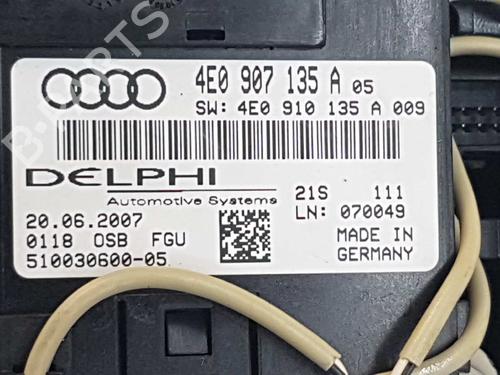 4E0 907 135 A 05
SW: 4E0 910 135 A 009
DELPHI
Automotive Systems
21S 111
20.06.2007
LN: 070049
0118 OSB FGU
MADE IN
510030600-05
GERMANY
B-PARTS